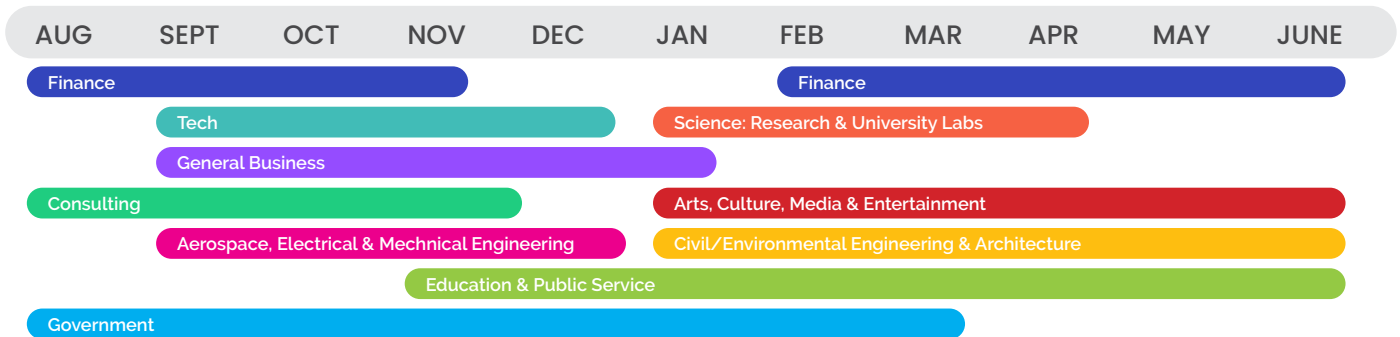 AUG SEPT OCT NOV DEC JAN FEB MAR APR MAY JUNE
Finance Finance
Tech Science: Research & University Labs
General Business
Consulting Arts, Culture, Media & Entertainment
Aerospace, Electrical & Mechnical Engineering Civil/Environmental Engineering & Architecture
Education & Public Service
Government